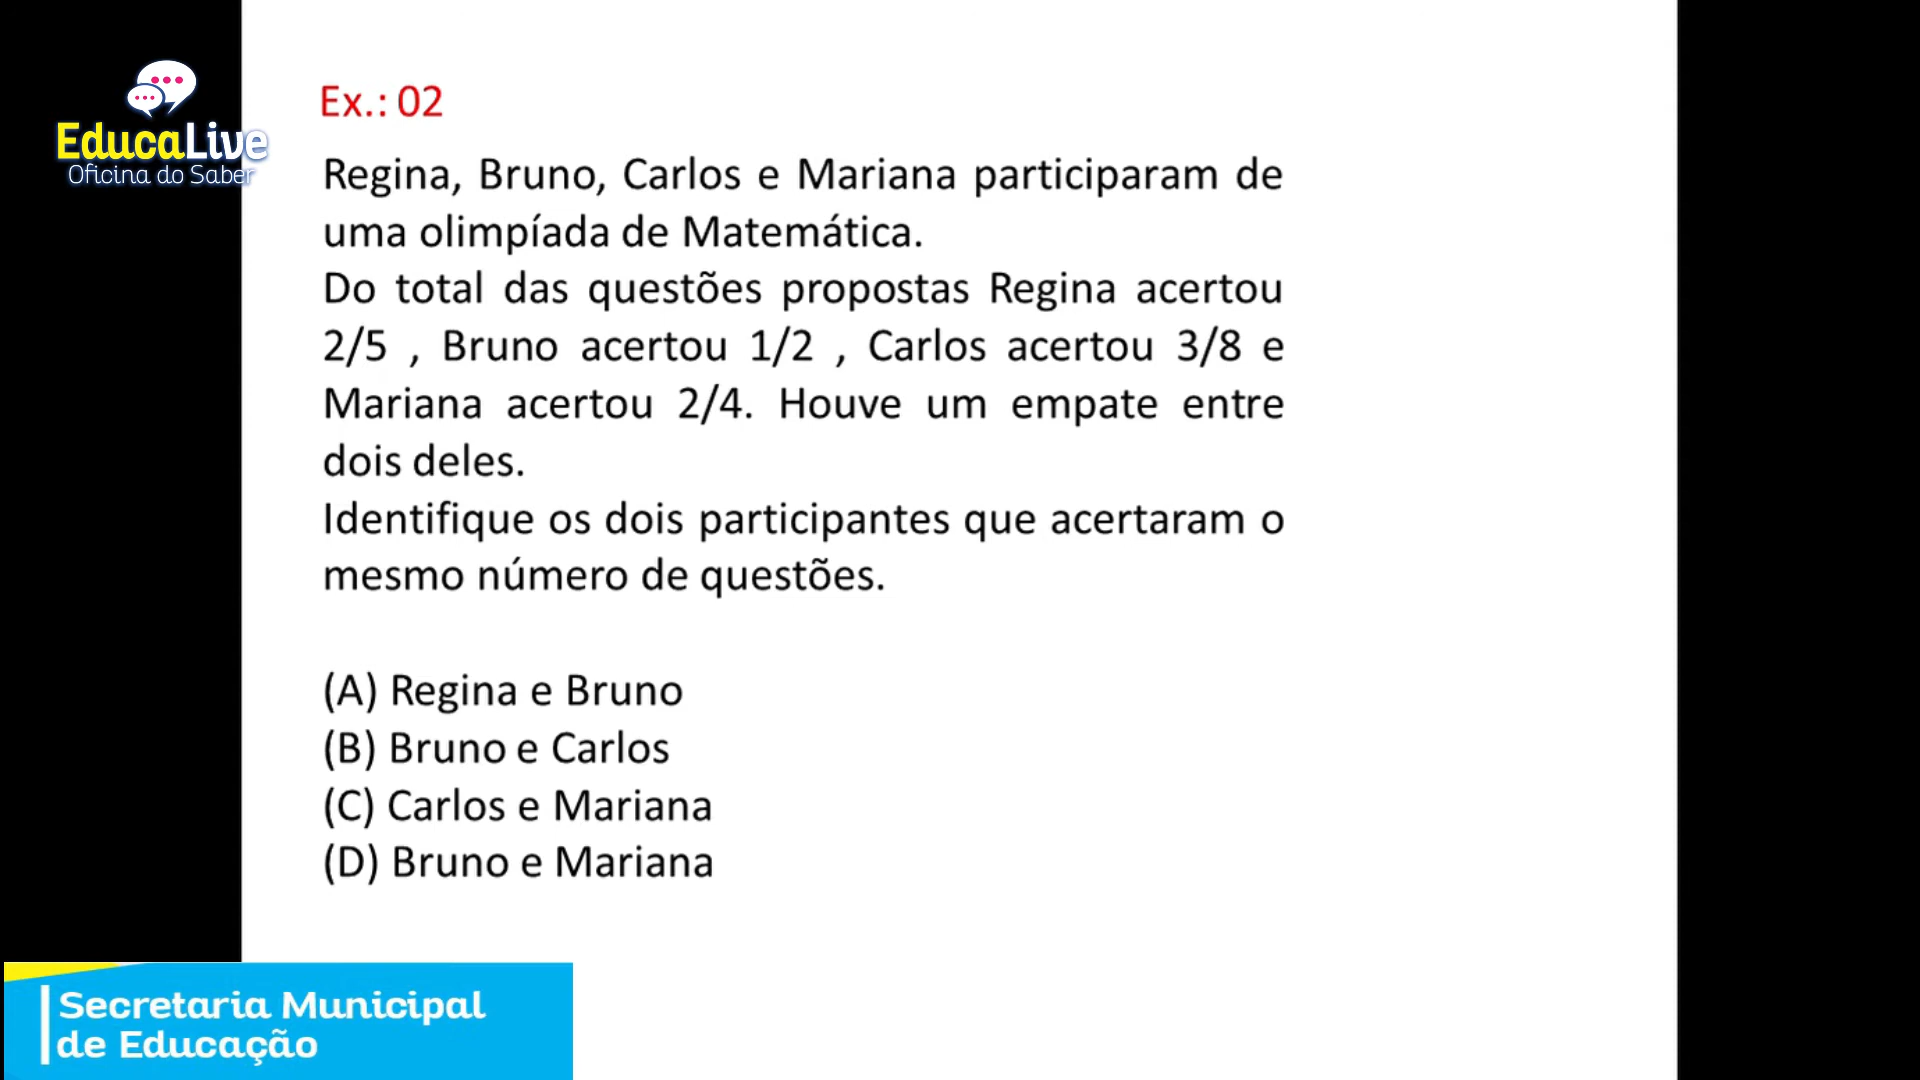 EducaLive
Oficina do Saber
Ex.: 02
Regina, Bruno, Carlos e Mariana participaram de
uma olimpíada de Matemática.
Do total das questões propostas Regina acertou
2/5 , Bruno acertou 1/2 , Carlos acertou 3/8 e
Mariana acertou 2/4. Houve um empate entre
dois deles.
Identifique os dois participantes que acertaram o
mesmo número de questões.
(A) Regina e Bruno
(B) Bruno e Carlos
(C) Carlos e Mariana
(D) Bruno e Mariana
Secretaria Municipal
de Educação